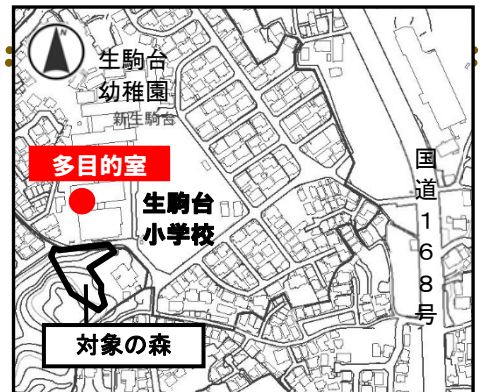 N
生駒台
幼稚園
新生駒台
多目的室
生駒台
小学校
国道168号
対象の森